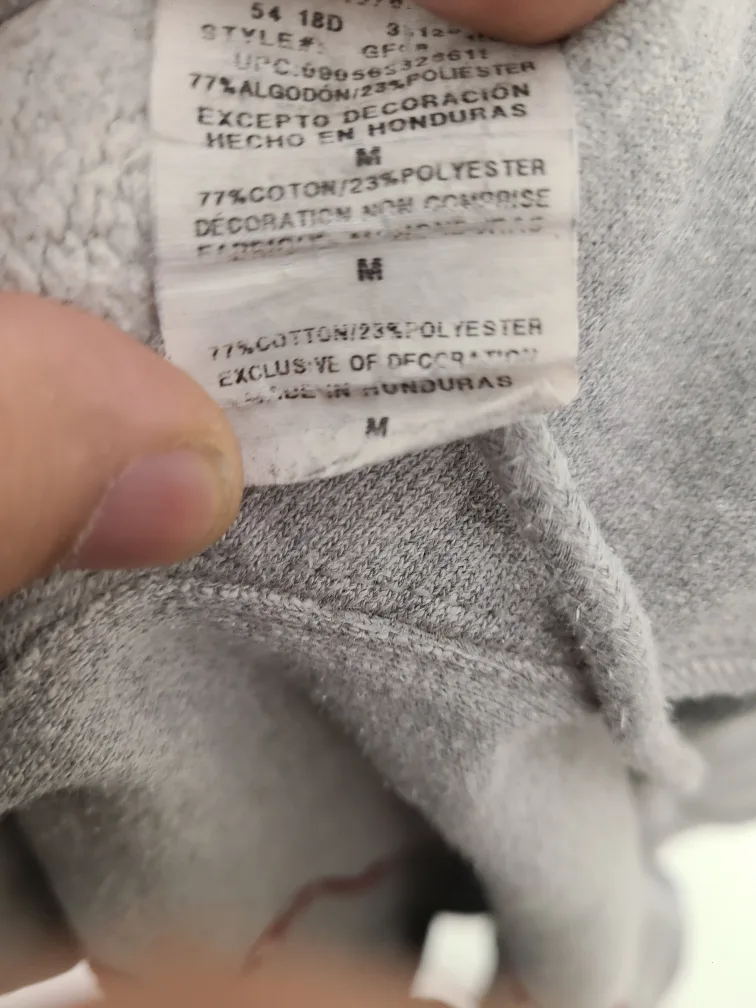 54 18D
STYLE#:
77%ALGODÓN/23%POLIESTER
EXCEPTO DECORACIÓN
HECHO EN HONDURAS
M
77%COTON/23%POLYESTER
DÉCORATION NON COMPRISE
M
77%COTTON/23%POLYESTER
EXCLUSIVE OF DECORATION
MADE IN HONDURAS
M